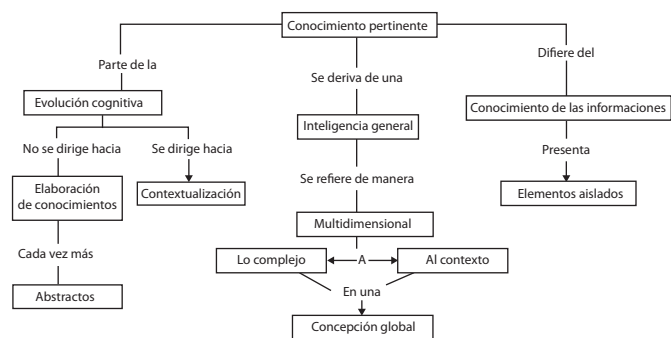 Conocimiento pertinente
Parte de la
Se deriva de una
Difiere del
Evolución cognitiva
Inteligencia general
Conocimiento de las informaciones
No se dirige hacia
Se dirige hacia
Presenta
Elaboración
de conocimientos
Contextualización
Se refiere de manera
Elementos aislados
Multidimensional
Cada vez más
Lo complejo
A
Al contexto
Abstractos
En una
Concepción global